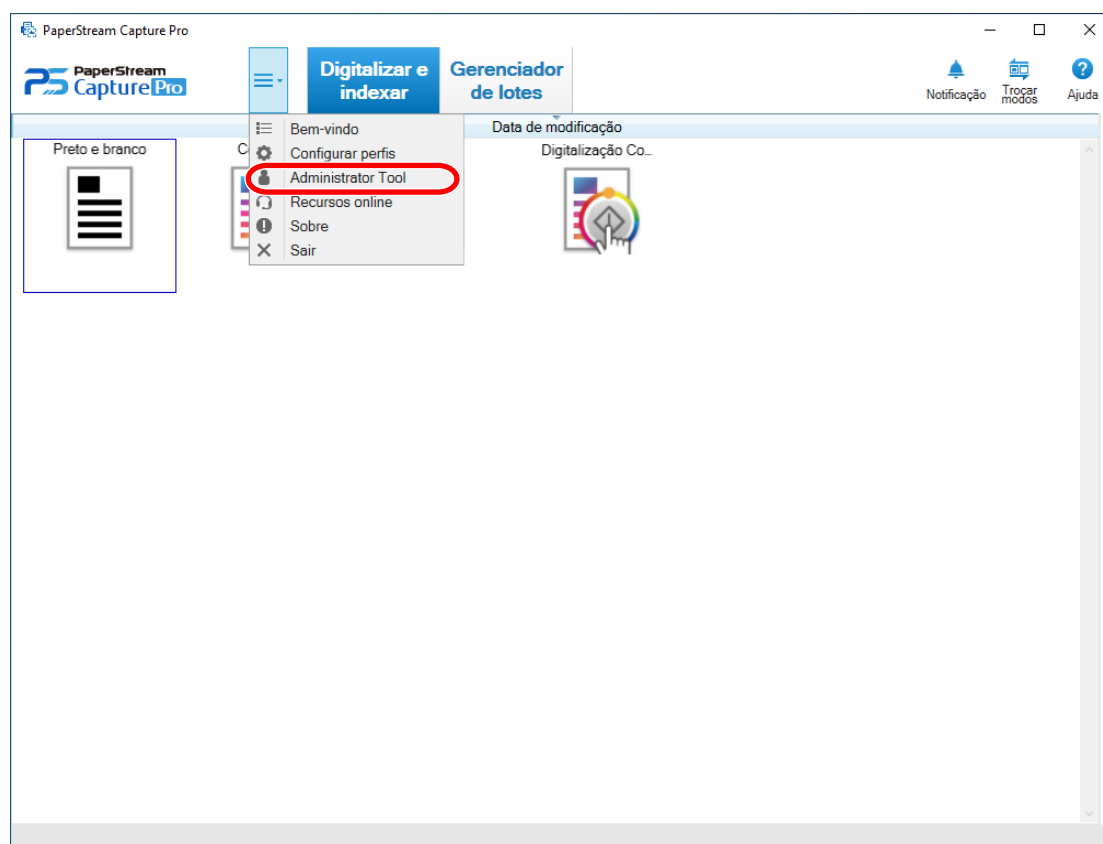 PaperStream Capture Pro
PaperStream
Capture Pro
Digitalizar e
indexar
Gerenciador
de lotes
Notificação
Trocar
modos
Ajuda
Data de modificação
Bem-vindo
Configurar perfis
Administrator Tool
Recursos online
Sobre
Sair
Preto e branco
Digitalização Co...